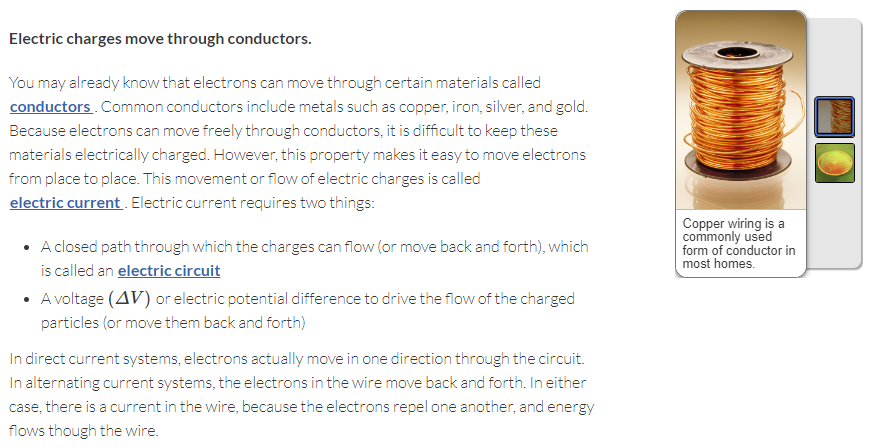 Electric charges move through conductors.
You may already know that electrons can move through certain materials called
conductors . Common conductors include metals such as copper, iron, silver, and gold.
Because electrons can move freely through conductors, it is difficult to keep these
materials electrically charged. However, this property makes it easy to move electrons
from place to place. This movement or flow of electric charges is called
electric current . Electric current requires two things:
• A closed path through which the charges can flow (or move back and forth), which
is called an electric circuit
• A voltage (ΔV) or electric potential difference to drive the flow of the charged
particles (or move them back and forth)
In direct current systems, electrons actually move in one direction through the circuit.
In alternating current systems, the electrons in the wire move back and forth. In either
case, there is a current in the wire, because the electrons repel one another, and energy
flows though the wire.
Copper wiring is a
commonly used
form of conductor in
most homes.